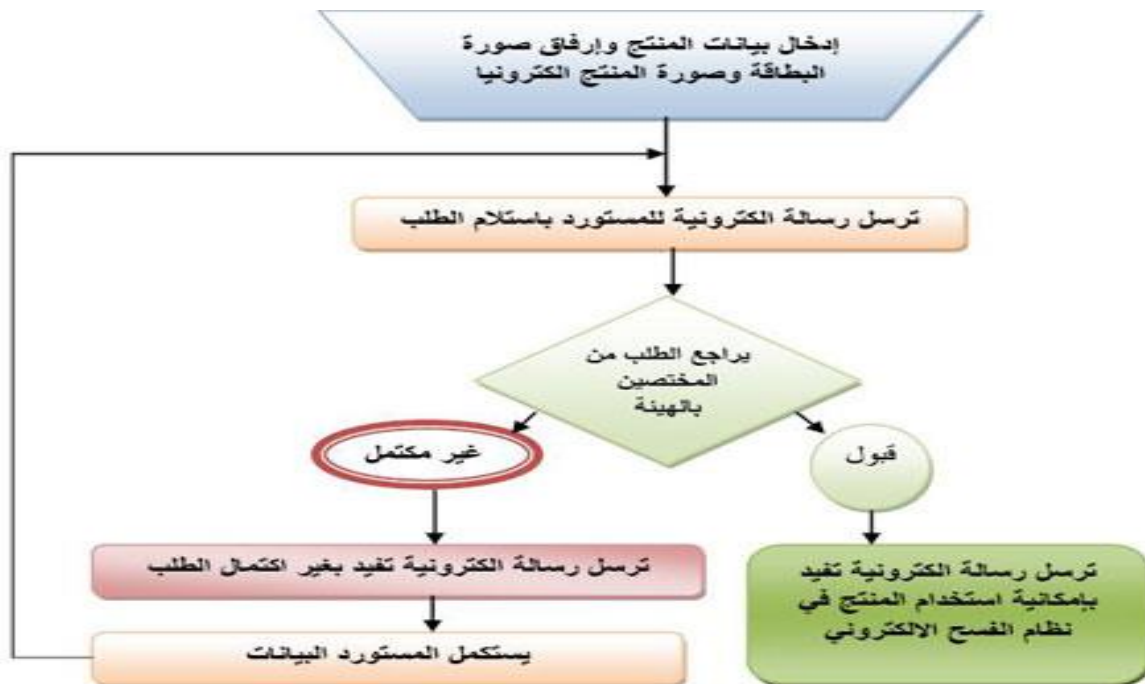 إدخال بيانات المنتج وإرفاق صورة
البطاقة وصورة المنتج الكترونيا
ترسل رسالة الكترونية للمستورد باستلام الطلب
يراجع الطلب من
المختصين
بالهيئة
قبول
غير مكتمل
ترسل رسالة الكترونية تفيد
بإمكانية استخدام المنتج في
نظام الفسح الالكتروني
ترسل رسالة الكترونية تفيد بغير اكتمال الطلب
يستكمل المستورد البيانات